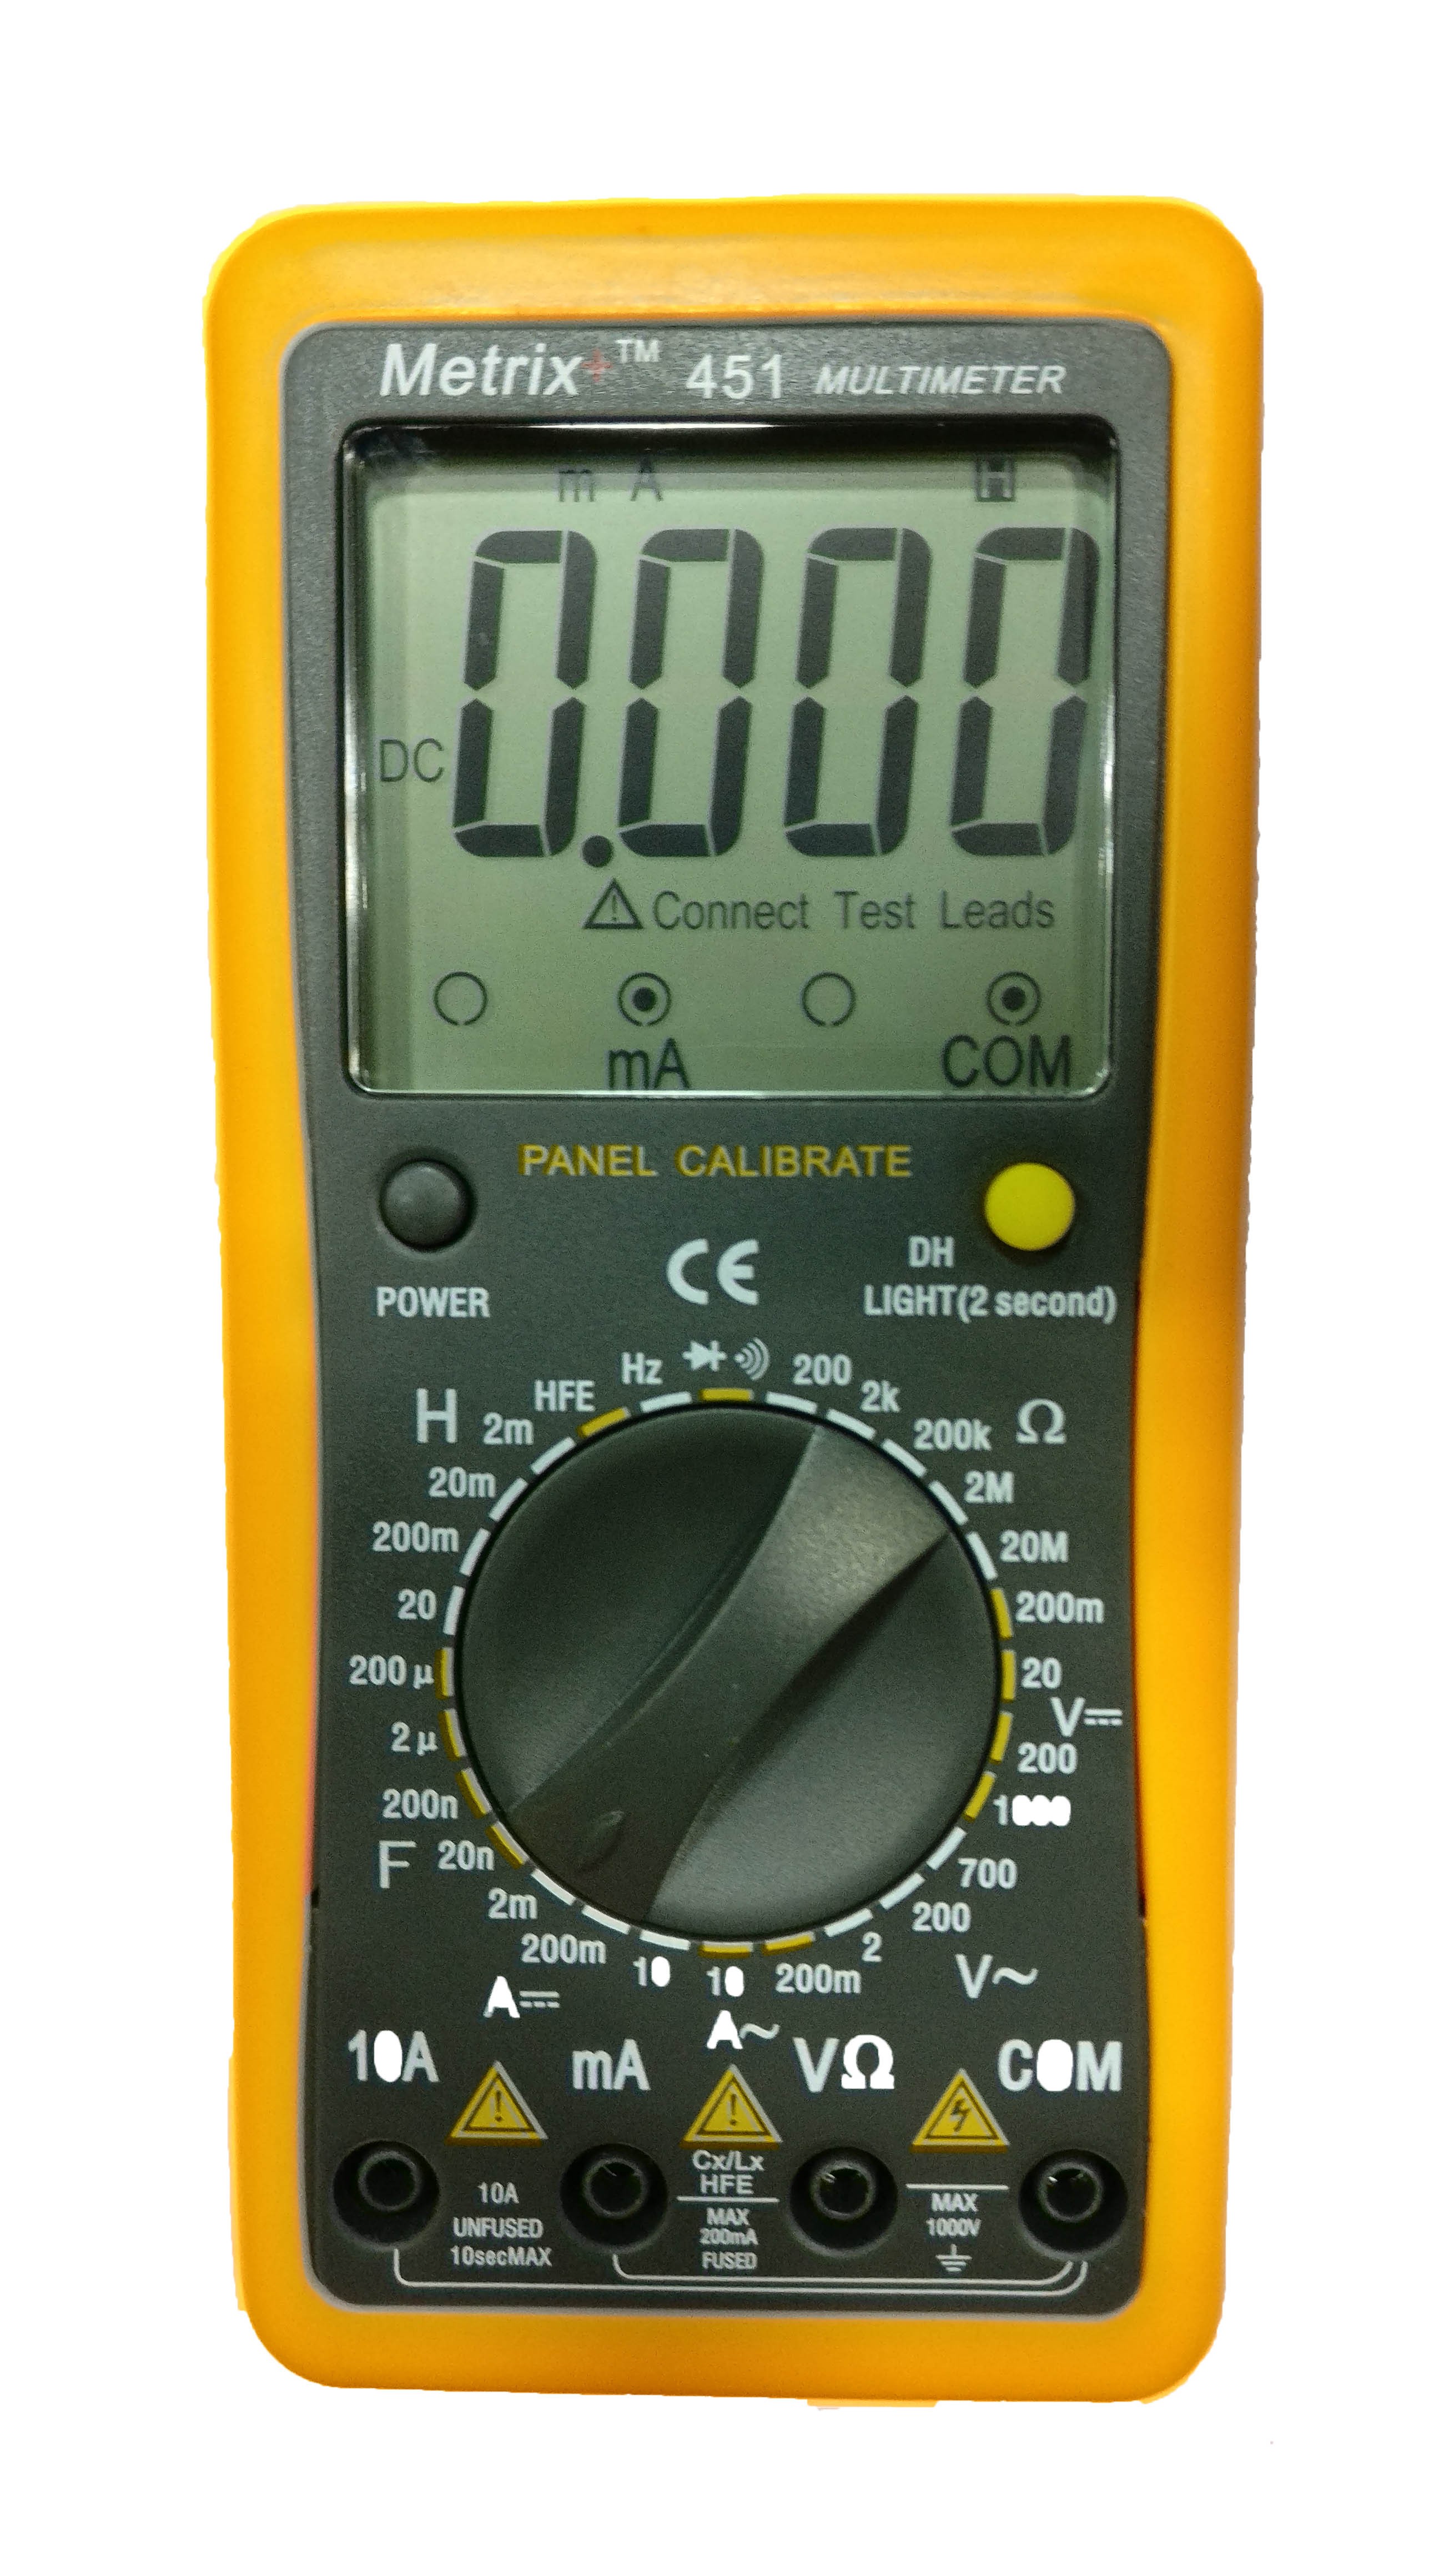 Metrix+™ 451 MULTIMETER
m A H
0.000
DC
⚠ Connect Test Leads
mA COM
PANEL CALIBRATE
POWER
CE
DH
LIGHT(2 second)
Hz
200
HFE
2k
H
2m
200k
Ω
20m
2M
200m
20M
20
200m
200 µ
20
V⎓
2 µ
200
200n
1000
F
20n
700
2m
200
200m
2
10
10
200m
V~
A⎓
A~
10A
mA
VΩ
COM
10A
UNFUSED
10secMAX
Cx/Lx
HFE
MAX
200mA
FUSED
MAX
1000V